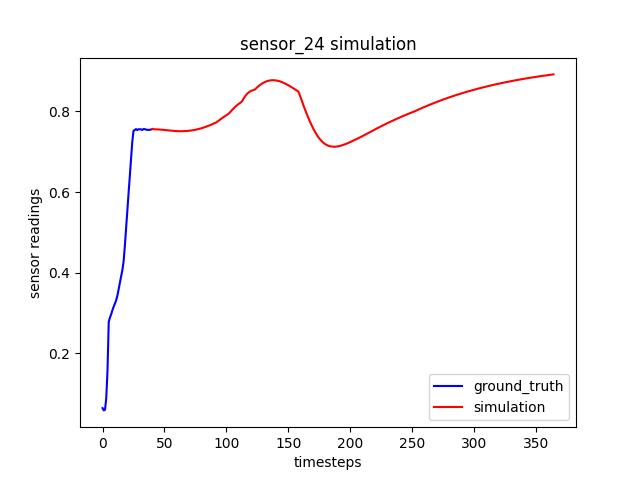 sensor_24 simulation
sensor readings
0.8
0.6
0.4
0.2
ground_truth
simulation
0 50 100 150 200 250 300 350
timesteps